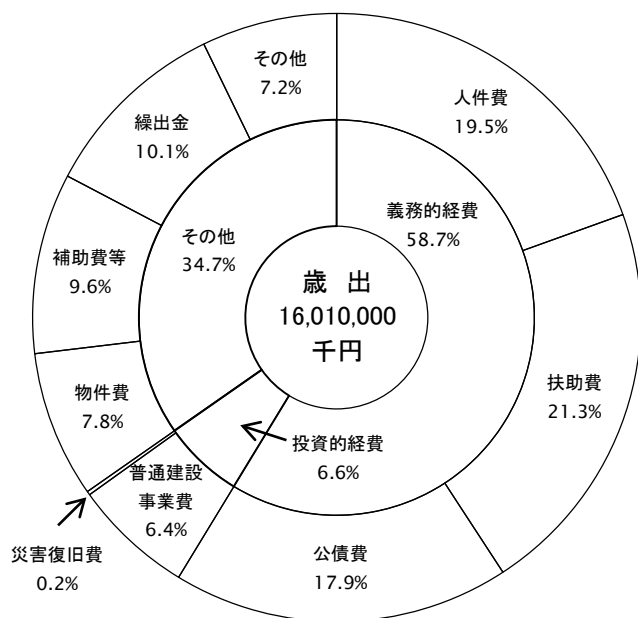 歳 出
16,010,000
千円
義務的経費
58.7%
投資的経費
6.6%
その他
34.7%
人件費
19.5%
扶助費
21.3%
公債費
17.9%
普通建設
事業費
6.4%
災害復旧費
0.2%
物件費
7.8%
補助費等
9.6%
繰出金
10.1%
その他
7.2%